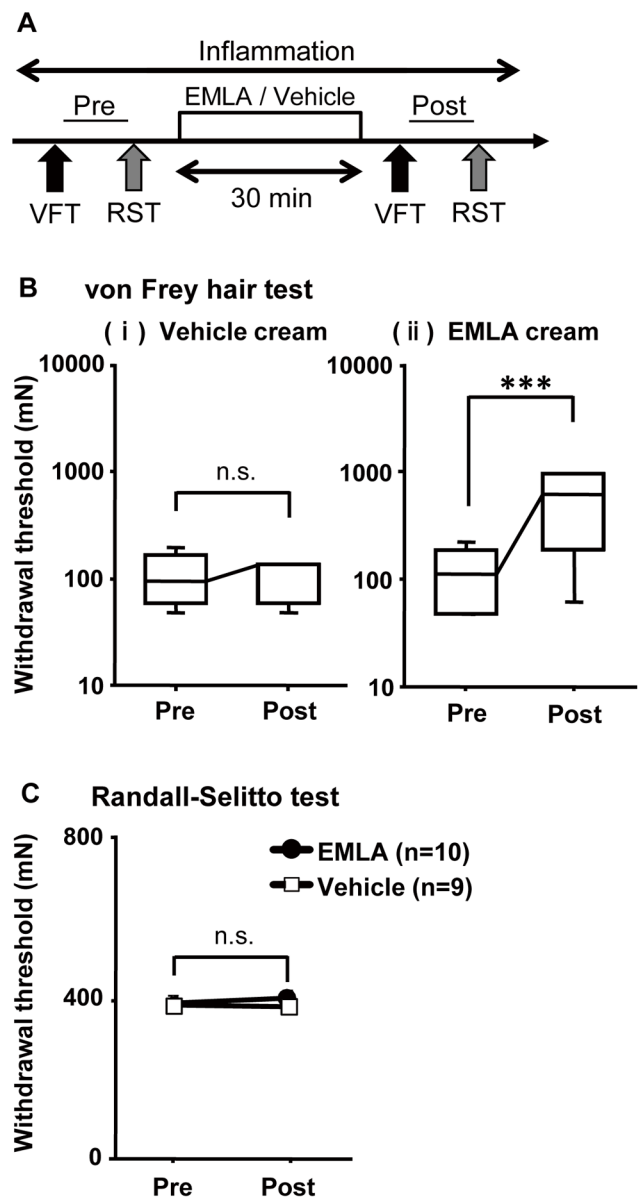 A
Inflammation
Pre
EMLA / Vehicle
Post
30 min
VFT
RST
VFT
RST
B von Frey hair test
( i ) Vehicle cream
( ii ) EMLA cream
Withdrawal threshold (mN)
10000
1000
100
10
n.s.
Pre
Post
10000
1000
100
10
***
Pre
Post
C Randall-Selitto test
Withdrawal threshold (mN)
800
400
0
EMLA (n=10)
Vehicle (n=9)
n.s.
Pre
Post